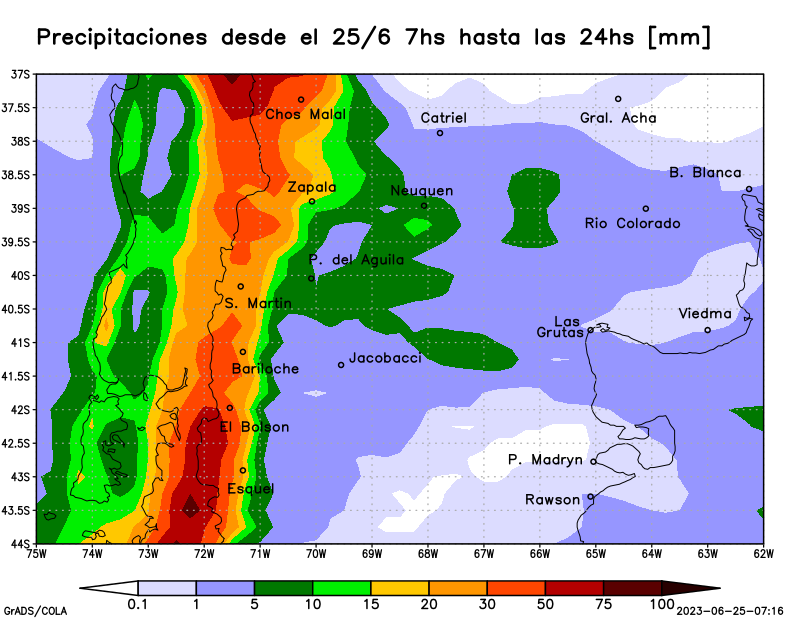 Precipitaciones desde el 25/6 7hs hasta las 24hs [mm]
37S
37.5S
38S
38.5S
39S
39.5S
40S
40.5S
41S
41.5S
42S
42.5S
43S
43.5S
44S
Chos Malal
Catriel
Gral. Acha
B. Blanca
Zapala
Neuquen
Rio Colorado
P. del Aguila
S. Martin
Viedma
Las
Grutas
Bariloche
Jacobacci
El Bolson
P. Madryn
Esquel
Rawson
75W 74W 73W 72W 71W 70W 69W 68W 67W 66W 65W 64W 63W 62W
0.1 1 5 10 15 20 30 50 75 100
GrADS/COLA
2023-06-25-07:16